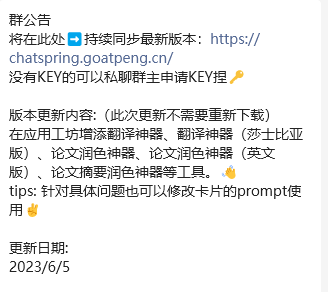 群公告
将在此处➡️持续同步最新版本：https://
chatspring.goatpeng.cn/
没有KEY的可以私聊群主申请KEY捏🔑
版本更新内容:（此次更新不需要重新下载）
在应用工坊增添翻译神器、翻译神器（莎士比亚
版）、论文润色神器、论文润色神器（英文
版）、论文摘要润色神器等工具。👋
tips: 针对具体问题也可以修改卡片的prompt使
用✌️
更新日期:
2023/6/5